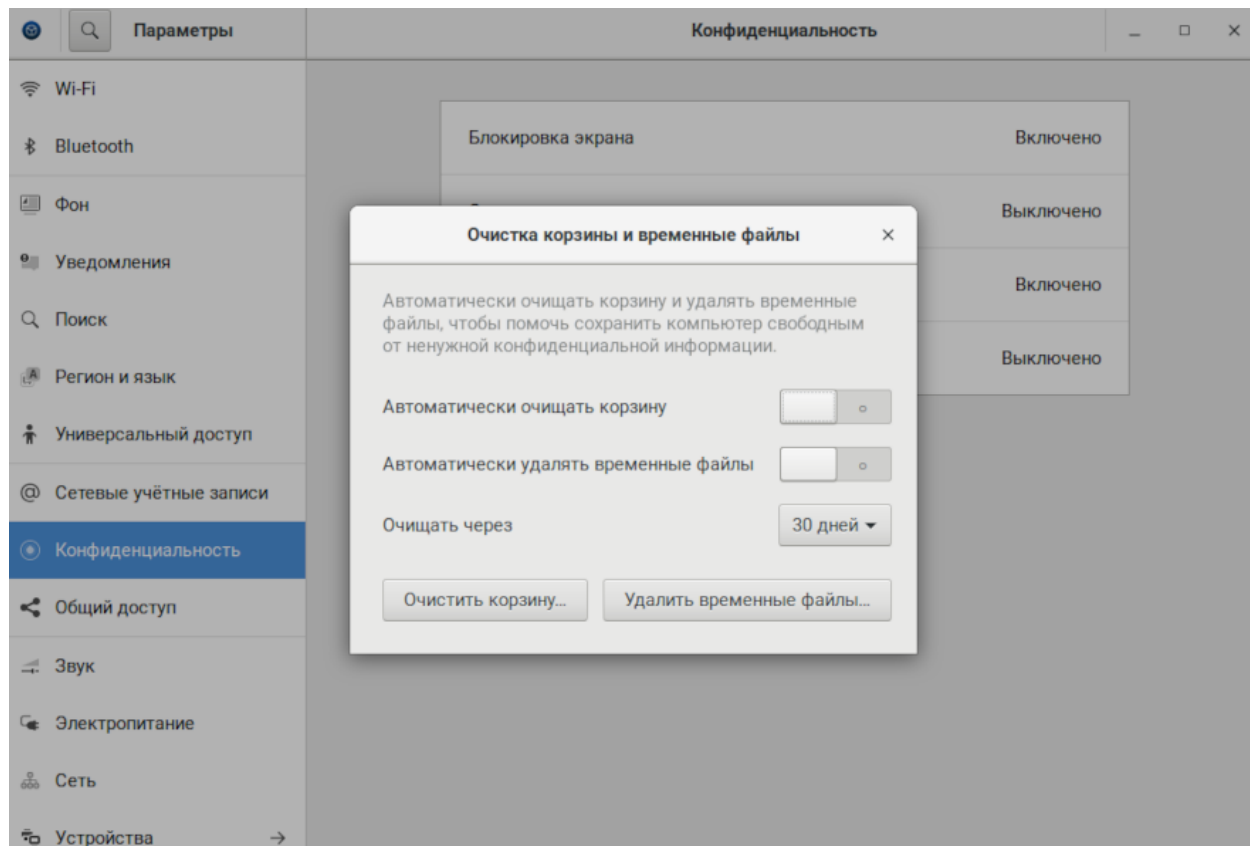 Параметры
Конфиденциальность
Wi-Fi
Bluetooth
Фон
Уведомления
Поиск
Регион и язык
Универсальный доступ
Сетевые учётные записи
Конфиденциальность
Общий доступ
Звук
Электропитание
Сеть
Устройства
Блокировка экрана Включено
Выключено
Включено
Выключено
Очистка корзины и временные файлы
Автоматически очищать корзину и удалять временные
файлы, чтобы помочь сохранить компьютер свободным
от ненужной конфиденциальной информации.
Автоматически очищать корзину
Автоматически удалять временные файлы
Очищать через 30 дней
Очистить корзину... Удалить временные файлы...